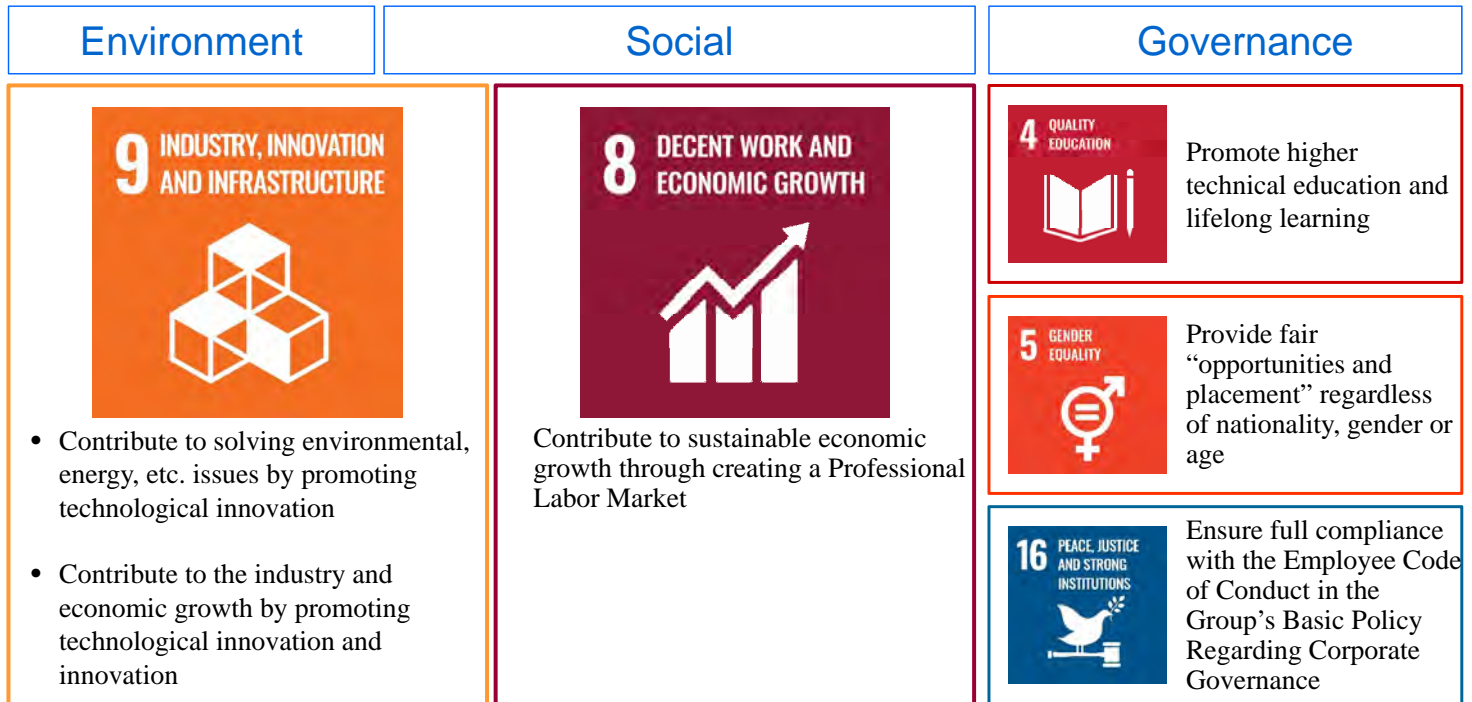 Environment
Social
Governance
9 INDUSTRY, INNOVATION
AND INFRASTRUCTURE
• Contribute to solving environmental,
energy, etc. issues by promoting
technological innovation
• Contribute to the industry and
economic growth by promoting
technological innovation and
innovation
8 DECENT WORK AND
ECONOMIC GROWTH
Contribute to sustainable economic
growth through creating a Professional
Labor Market
4 QUALITY
EDUCATION
Promote higher
technical education and
lifelong learning
5 GENDER
EQUALITY
Provide fair
“opportunities and
placement” regardless
of nationality, gender or
age
16 PEACE, JUSTICE
AND STRONG
INSTITUTIONS
Ensure full compliance
with the Employee Code
of Conduct in the
Group’s Basic Policy
Regarding Corporate
Governance